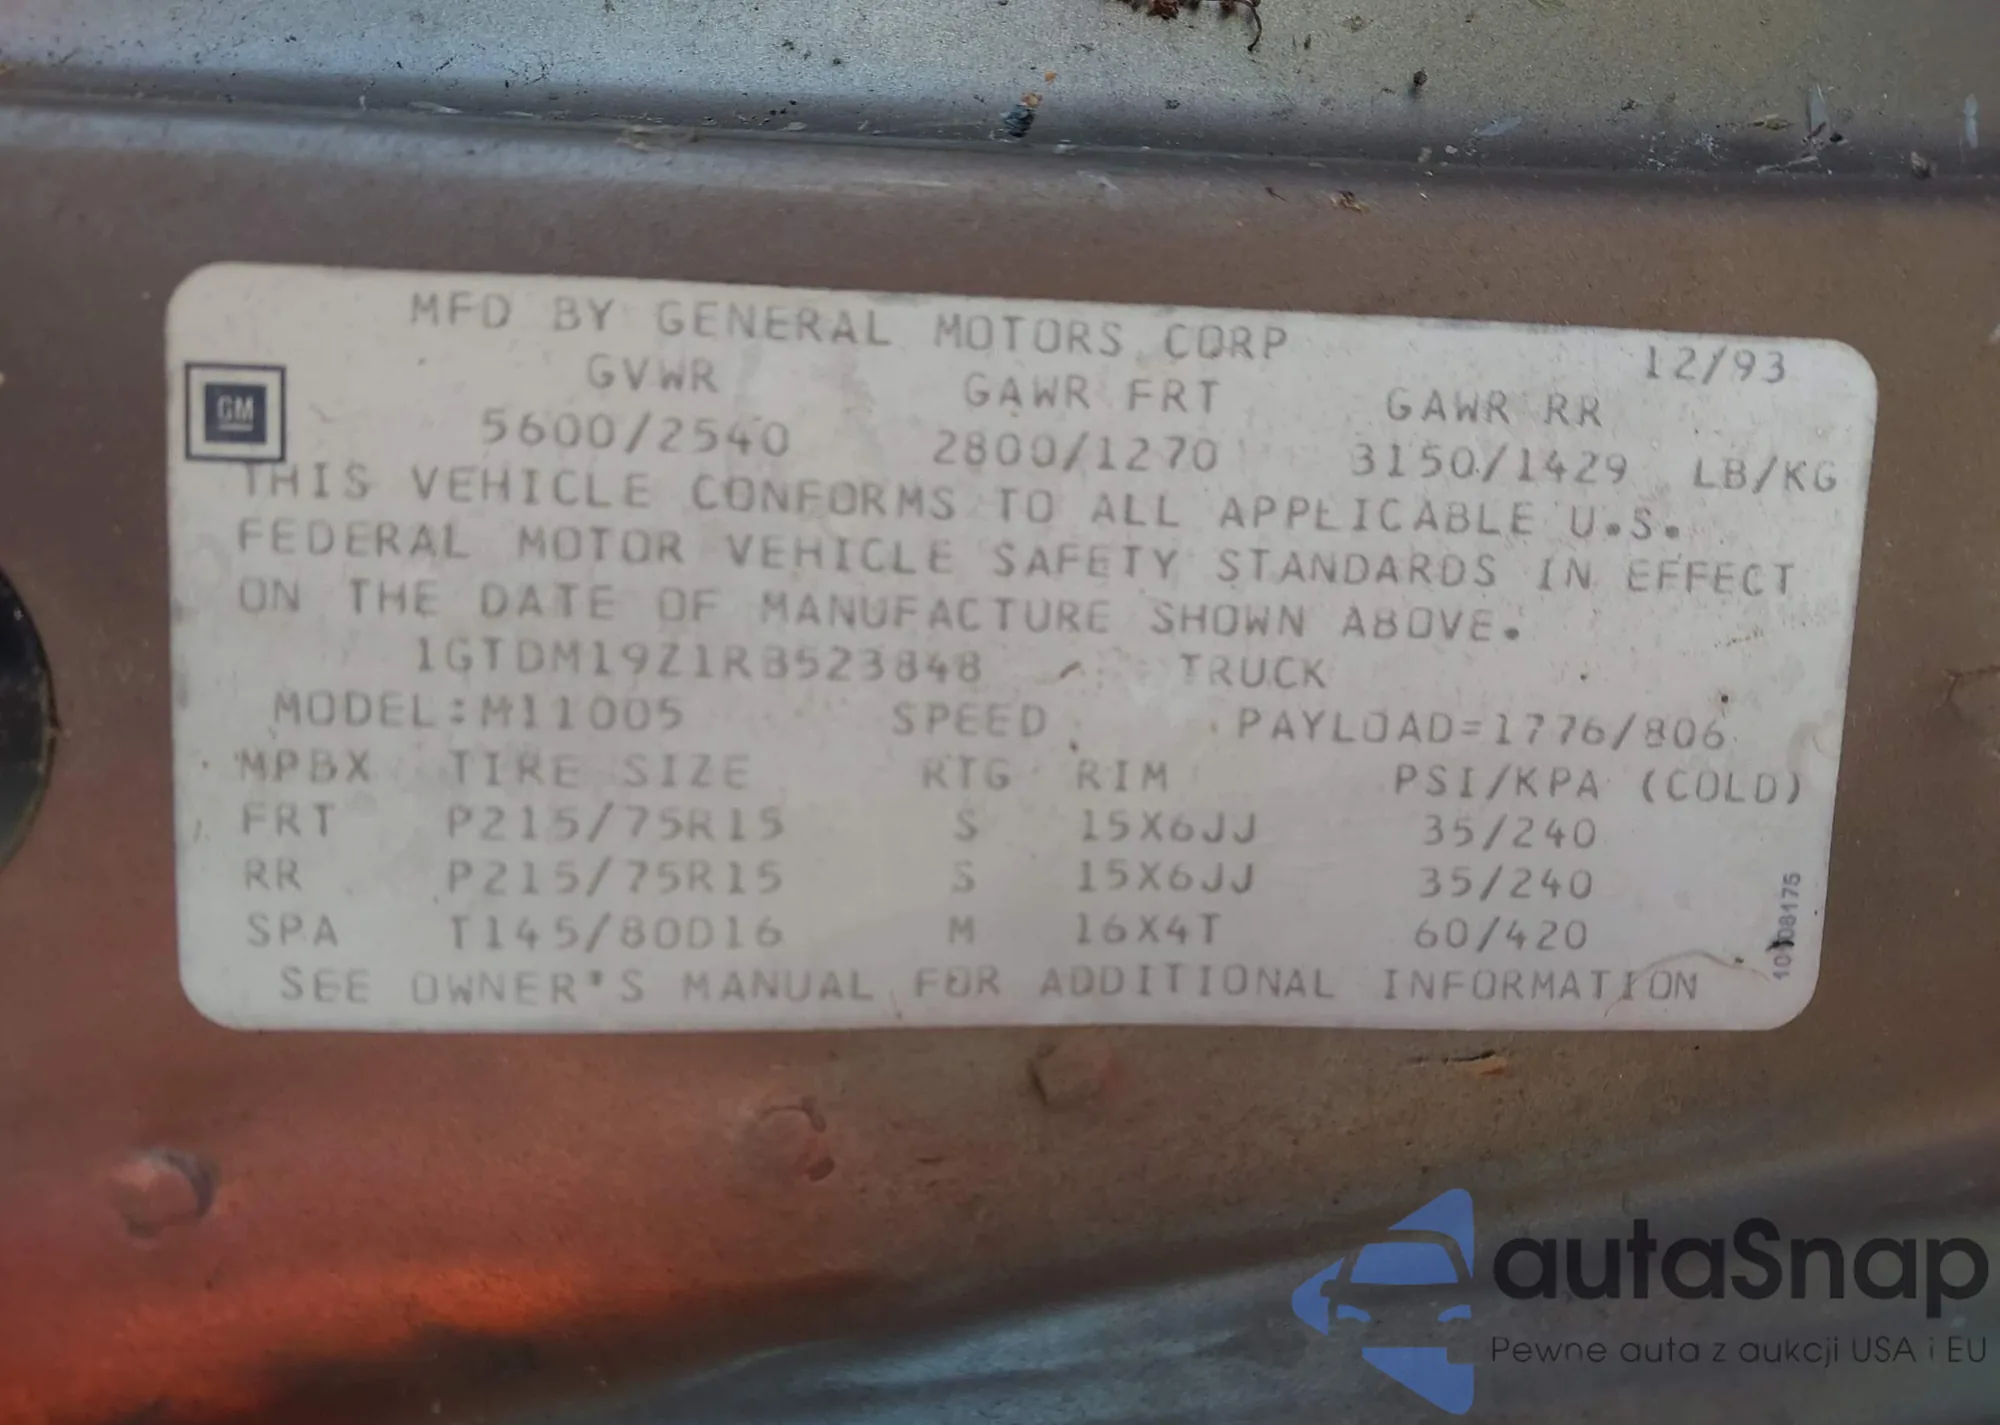 MFD BY GENERAL MOTORS CORP 12/93
GVWR GAWR FRT GAWR RR
GM
5600/2540 2800/1270 3150/1429 LB/KG
THIS VEHICLE CONFORMS TO ALL APPLICABLE U.S.
FEDERAL MOTOR VEHICLE SAFETY STANDARDS IN EFFECT
ON THE DATE OF MANUFACTURE SHOWN ABOVE.
1GTDM19Z1RB523848 TRUCK
MODEL:M11005 SPEED PAYLOAD=1776/806
MPBX TIRE SIZE RTG RIM PSI/KPA (COLD)
FRT P215/75R15 S 15X6JJ 35/240
RR P215/75R15 S 15X6JJ 35/240
SPA T145/80D16 M 16X4T 60/420
SEE OWNER'S MANUAL FOR ADDITIONAL INFORMATION
autaSnap
Pewne auta z aukcji USA i EU